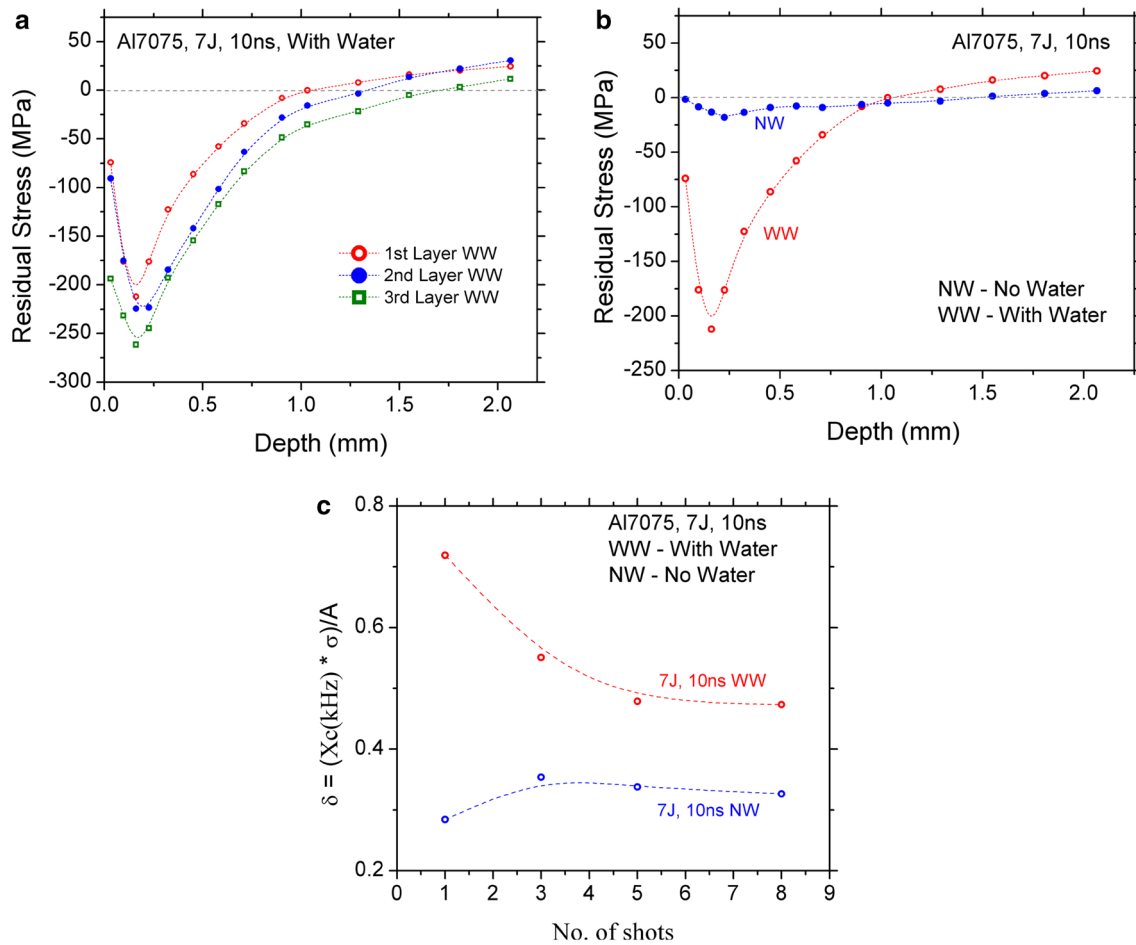 a
Al7075, 7J, 10ns, With Water
Residual Stress (MPa)
50
0
-50
-100
-150
-200
-250
-300
1st Layer WW
2nd Layer WW
3rd Layer WW
0.0 0.5 1.0 1.5 2.0
Depth (mm)
b
Al7075, 7J, 10ns
Residual Stress (MPa)
50
0
-50
-100
-150
-200
-250
NW
WW
NW - No Water
WW - With Water
0.0 0.5 1.0 1.5 2.0
Depth (mm)
c
Al7075, 7J, 10ns
WW - With Water
NW - No Water
δ = (Xc(kHz) * σ)/A
0.8
0.6
0.4
0.2
7J, 10ns WW
7J, 10ns NW
0 1 2 3 4 5 6 7 8 9
No. of shots